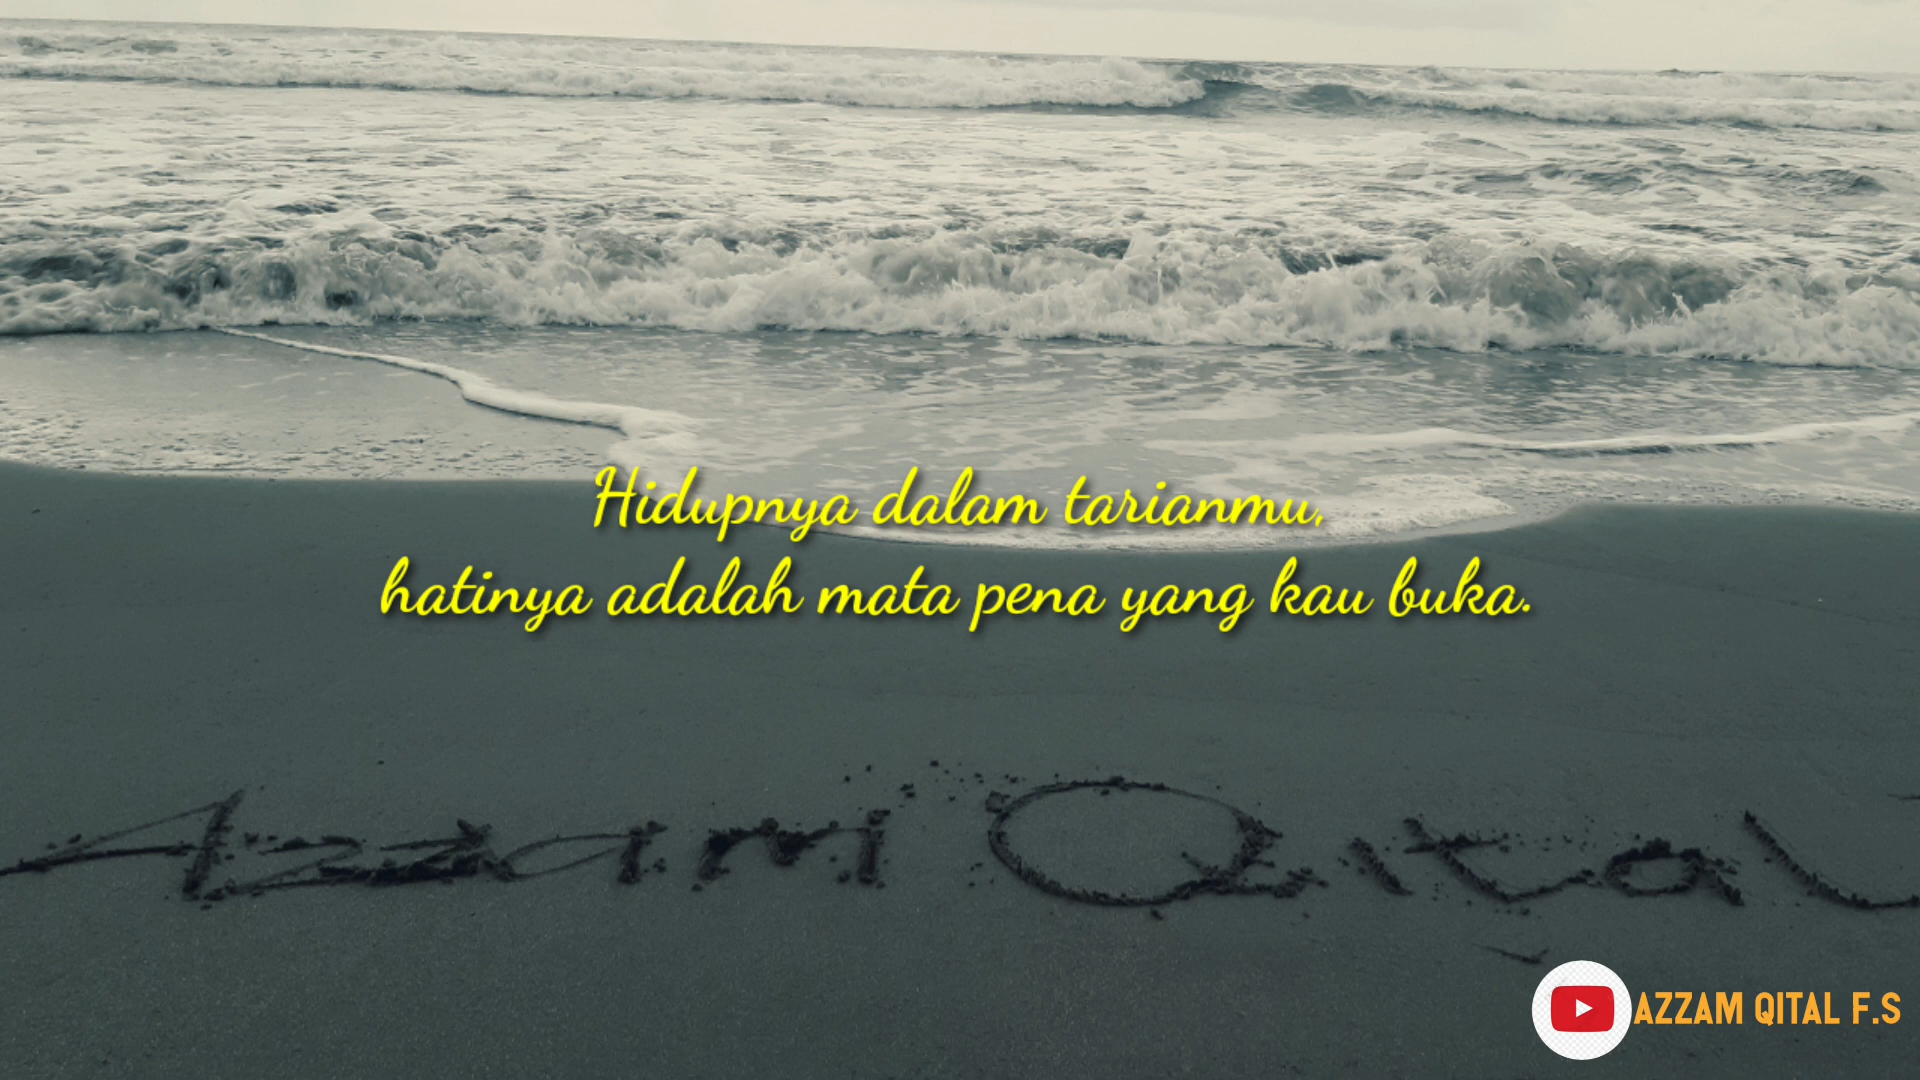 Hidupnya dalam tarianmu,
hatinya adalah mata pena yang kau buka.
Azzam Qital
AZZAM QITAL F.S